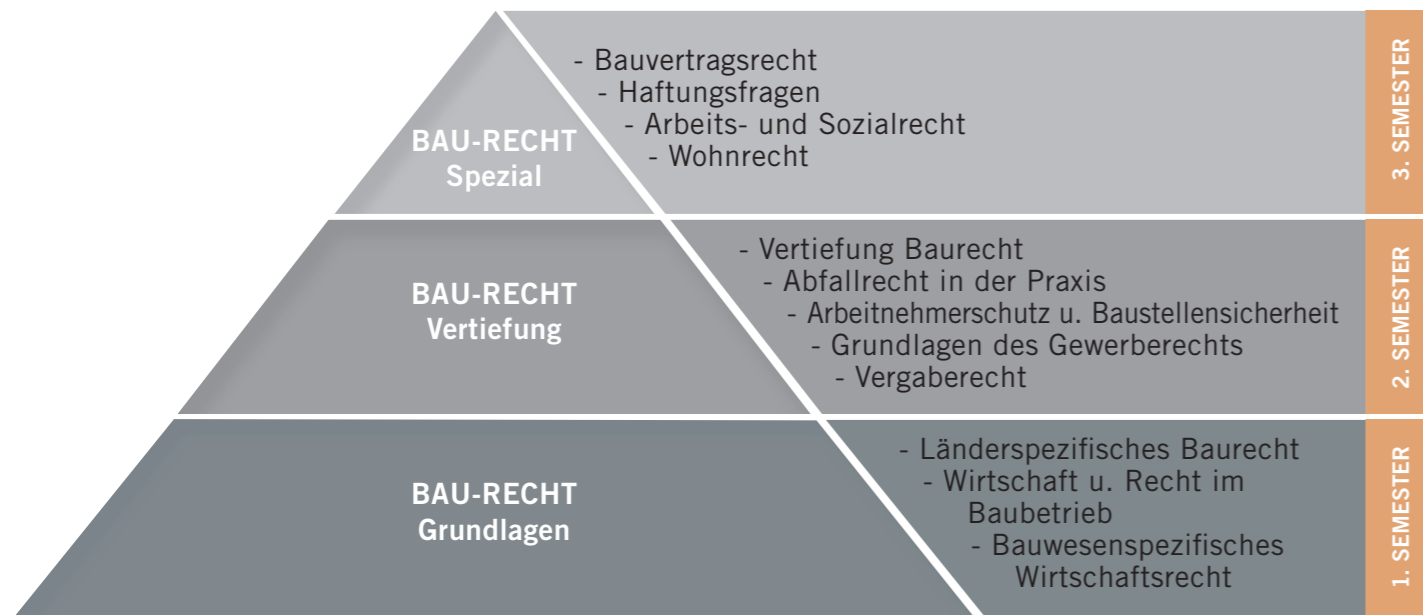 BAU-RECHT
Spezial
- Bauvertragsrecht
- Haftungsfragen
- Arbeits- und Sozialrecht
- Wohnrecht
3. SEMESTER
BAU-RECHT
Vertiefung
- Vertiefung Baurecht
- Abfallrecht in der Praxis
- Arbeitnehmerschutz u. Baustellensicherheit
- Grundlagen des Gewerberechts
- Vergaberecht
2. SEMESTER
BAU-RECHT
Grundlagen
- Länderspezifisches Baurecht
- Wirtschaft u. Recht im
Baubetrieb
- Bauwesenspezifisches
Wirtschaftsrecht
1. SEMESTER